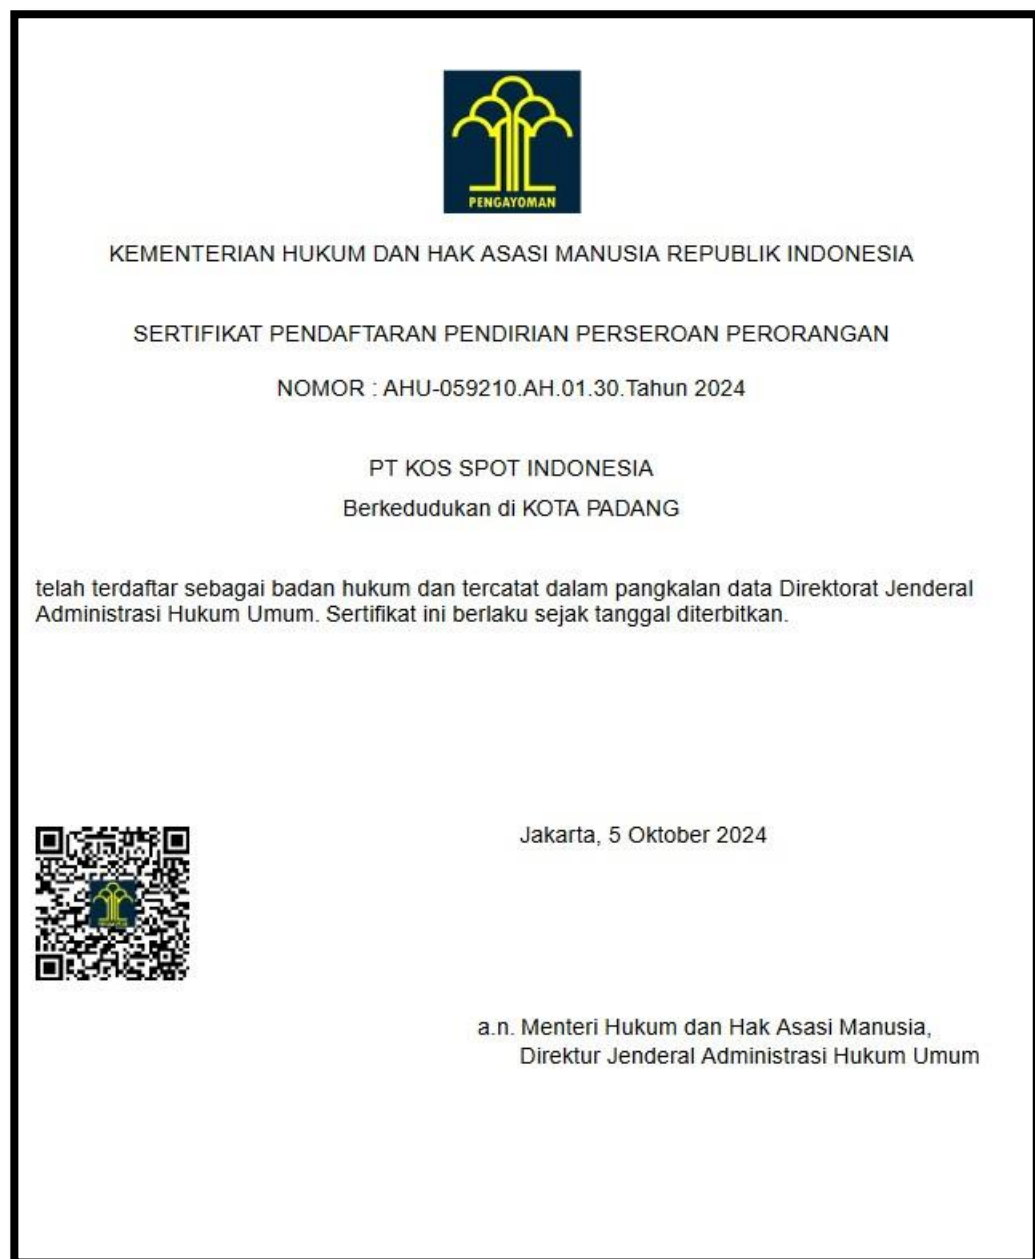 PENGAYOMAN
KEMENTERIAN HUKUM DAN HAK ASASI MANUSIA REPUBLIK INDONESIA
SERTIFIKAT PENDAFTARAN PENDIRIAN PERSEROAN PERORANGAN
NOMOR : AHU-059210.AH.01.30.Tahun 2024
PT KOS SPOT INDONESIA
Berkedudukan di KOTA PADANG
telah terdaftar sebagai badan hukum dan tercatat dalam pangkalan data Direktorat Jenderal
Administrasi Hukum Umum. Sertifikat ini berlaku sejak tanggal diterbitkan.
Jakarta, 5 Oktober 2024
a.n. Menteri Hukum dan Hak Asasi Manusia,
Direktur Jenderal Administrasi Hukum Umum